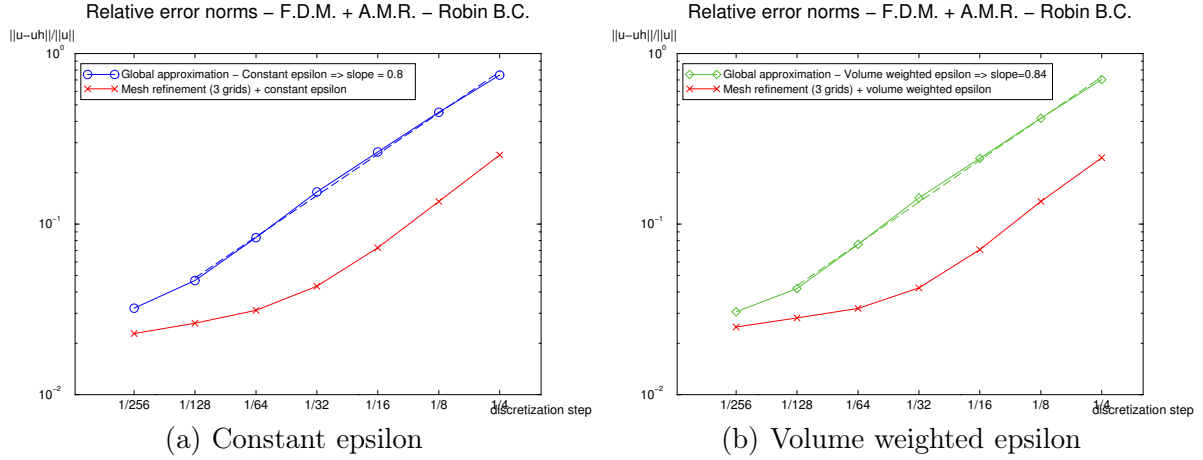 Relative error norms − F.D.M. + A.M.R. − Robin B.C.
||u−uh||/||u||
10^0
Global approximation − Constant epsilon => slope = 0.8
Mesh refinement (3 grids) + constant epsilon
10^-1
10^-2
1/256 1/128 1/64 1/32 1/16 1/8 1/4
discretization step
(a) Constant epsilon
Relative error norms − F.D.M. + A.M.R. − Robin B.C.
||u−uh||/||u||
10^0
Global approximation − Volume weighted epsilon => slope=0.84
Mesh refinement (3 grids) + volume weighted epsilon
10^-1
10^-2
1/256 1/128 1/64 1/32 1/16 1/8 1/4
discretization step
(b) Volume weighted epsilon